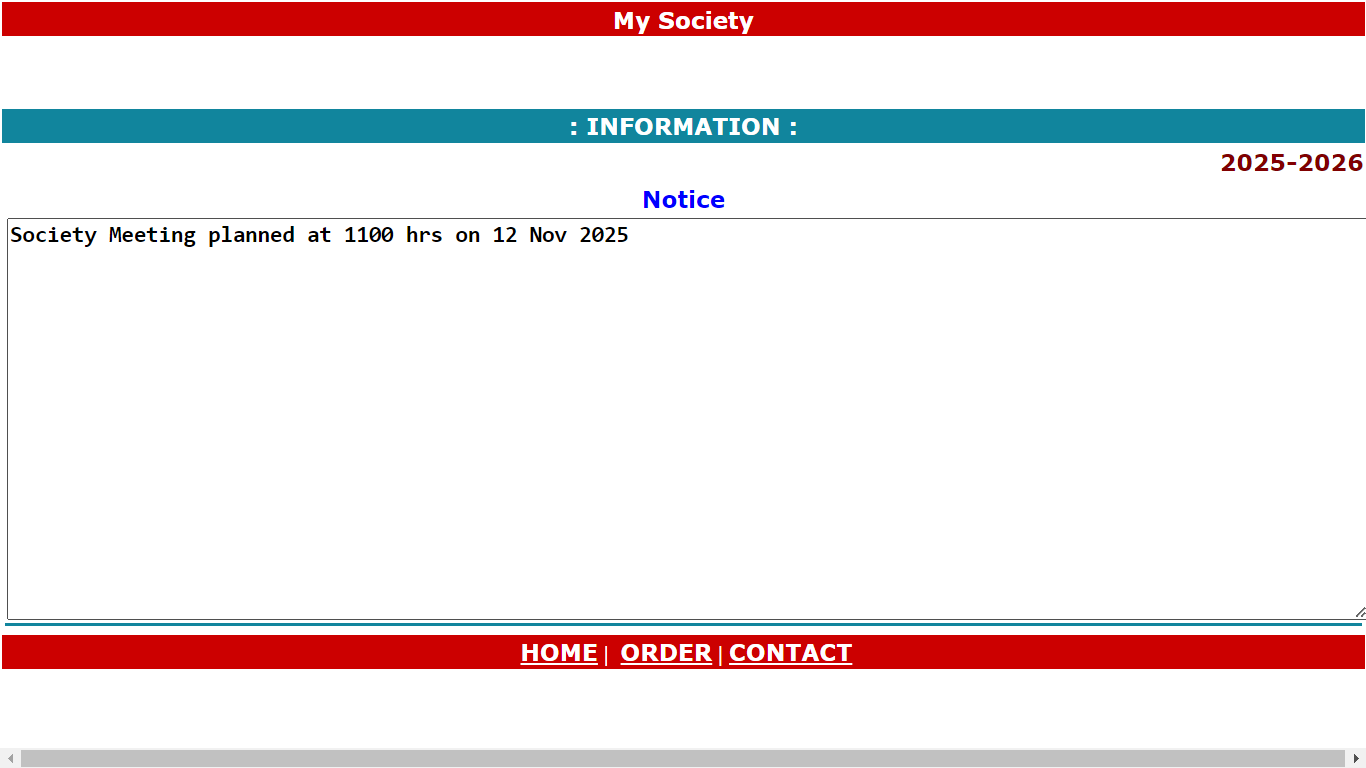 My Society
: INFORMATION :
2025-2026
Notice
Society Meeting planned at 1100 hrs on 12 Nov 2025
HOME | ORDER | CONTACT